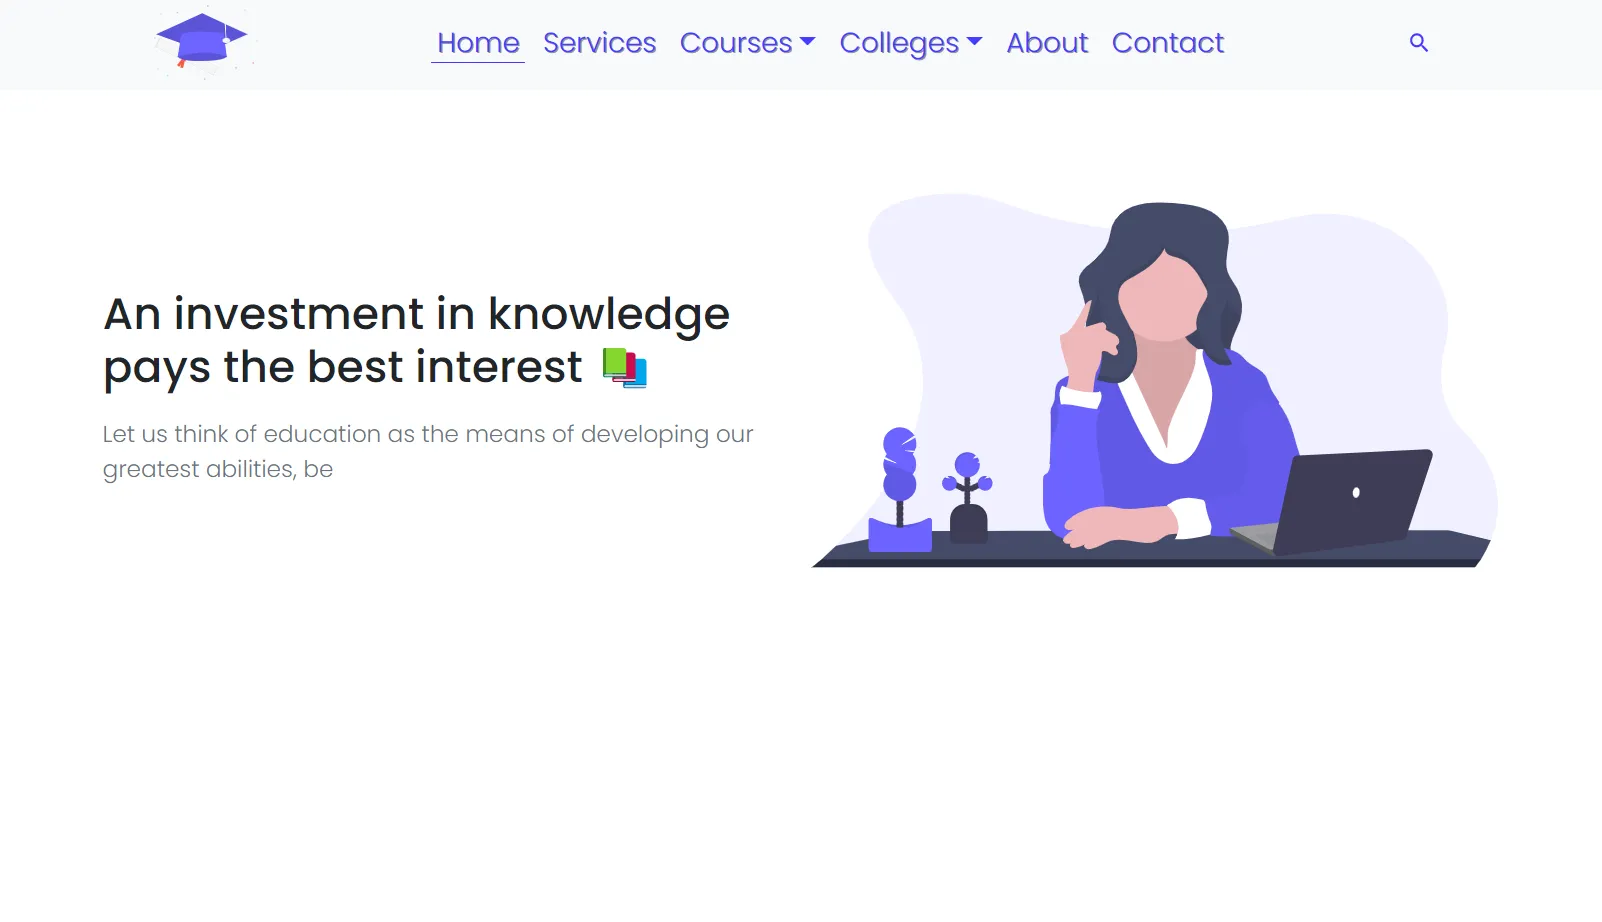 Home Services Courses Colleges About Contact
An investment in knowledge
pays the best interest 📚
Let us think of education as the means of developing our
greatest abilities, be